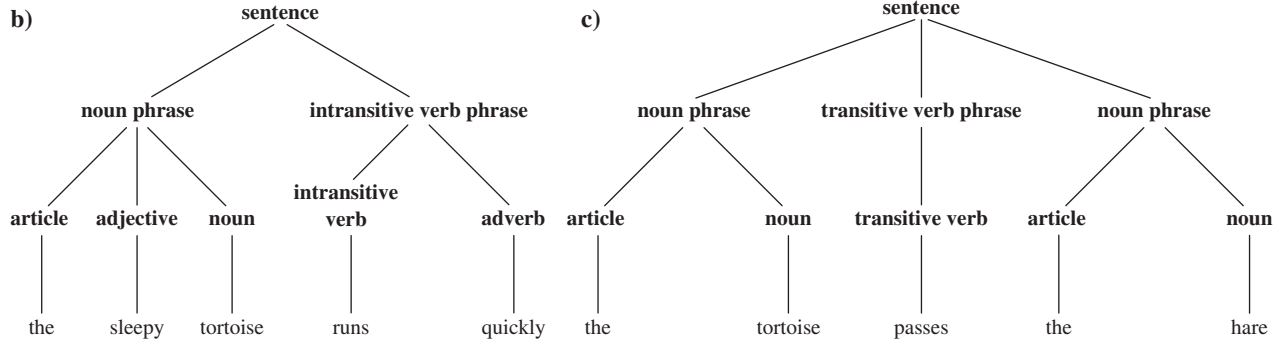 b)
sentence
noun phrase intransitive verb phrase
intransitive
verb
article adjective noun adverb
the sleepy tortoise runs quickly
c)
sentence
noun phrase transitive verb phrase noun phrase
article noun transitive verb article noun
the tortoise passes the hare